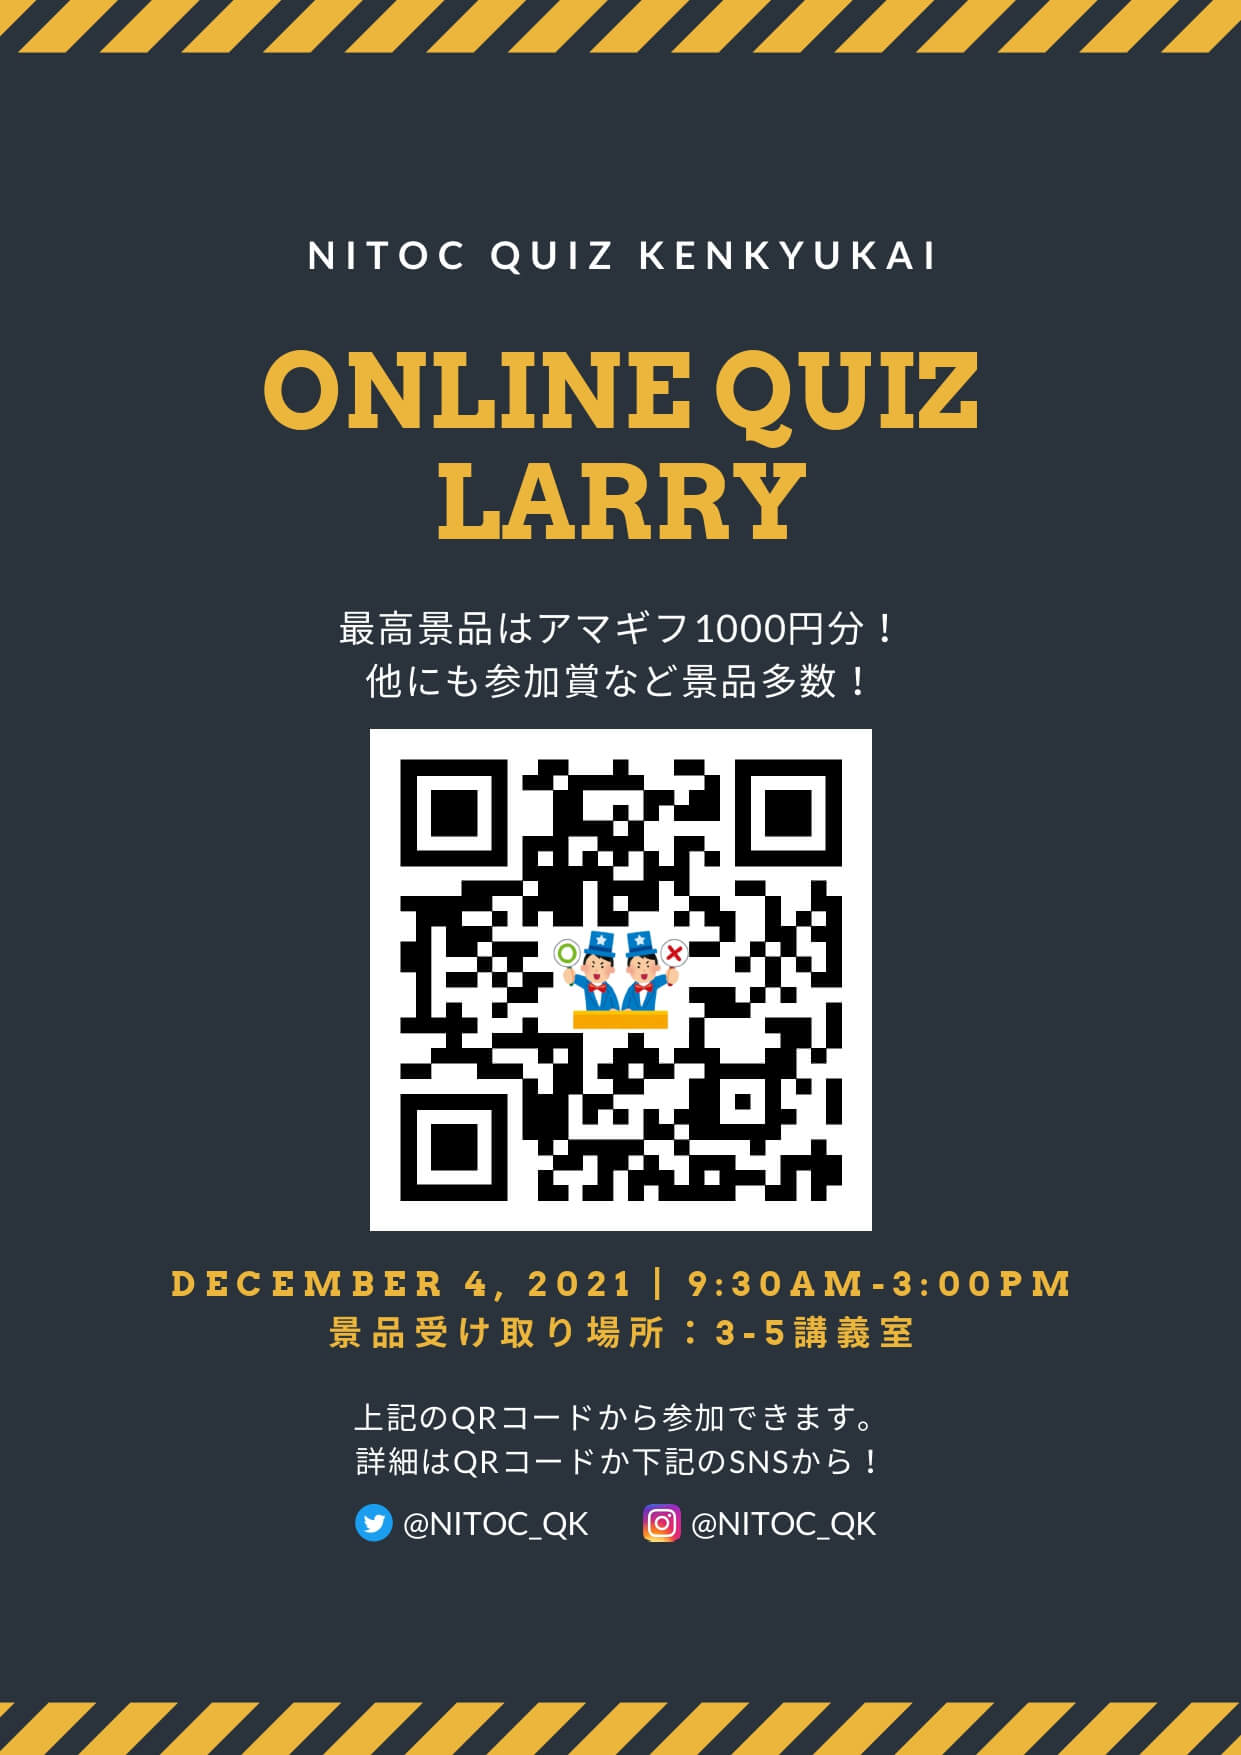 NITOC QUIZ KENKYUKAI
ONLINE QUIZ
LARRY
最高景品はアマギフ1000円分！
他にも参加賞など景品多数！
DECEMBER 4, 2021 | 9:30AM-3:00PM
景品受け取り場所：3-5講義室
上記のQRコードから参加できます。
詳細はQRコードか下記のSNSから！
@NITOC_QK @NITOC_QK